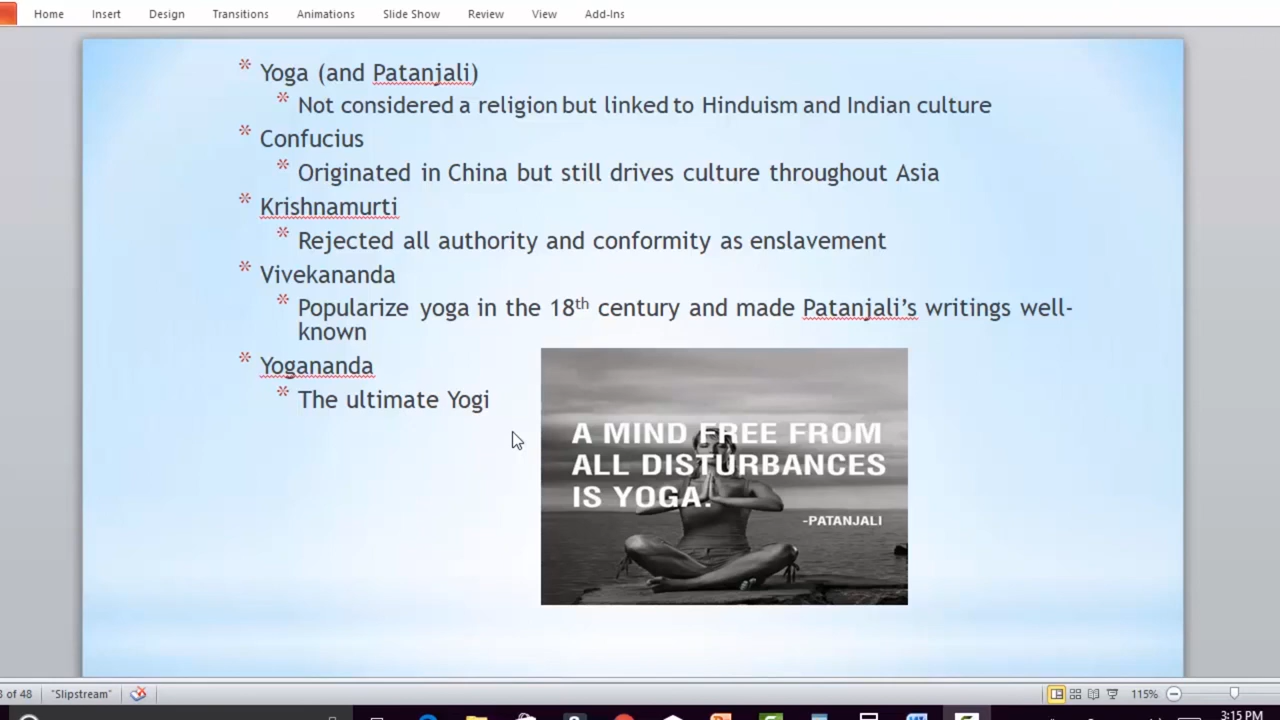 Home Insert Design Transitions Animations Slide Show Review View Add-Ins
* Yoga (and Patanjali)
* Not considered a religion but linked to Hinduism and Indian culture
* Confucius
* Originated in China but still drives culture throughout Asia
* Krishnamurti
* Rejected all authority and conformity as enslavement
* Vivekananda
* Popularize yoga in the 18th century and made Patanjali's writings well-
known
* Yogananda
* The ultimate Yogi
A MIND FREE FROM
ALL DISTURBANCES
IS YOGA.
-PATANJALI
of 48 "Slipstream" 115%
3:15 PM